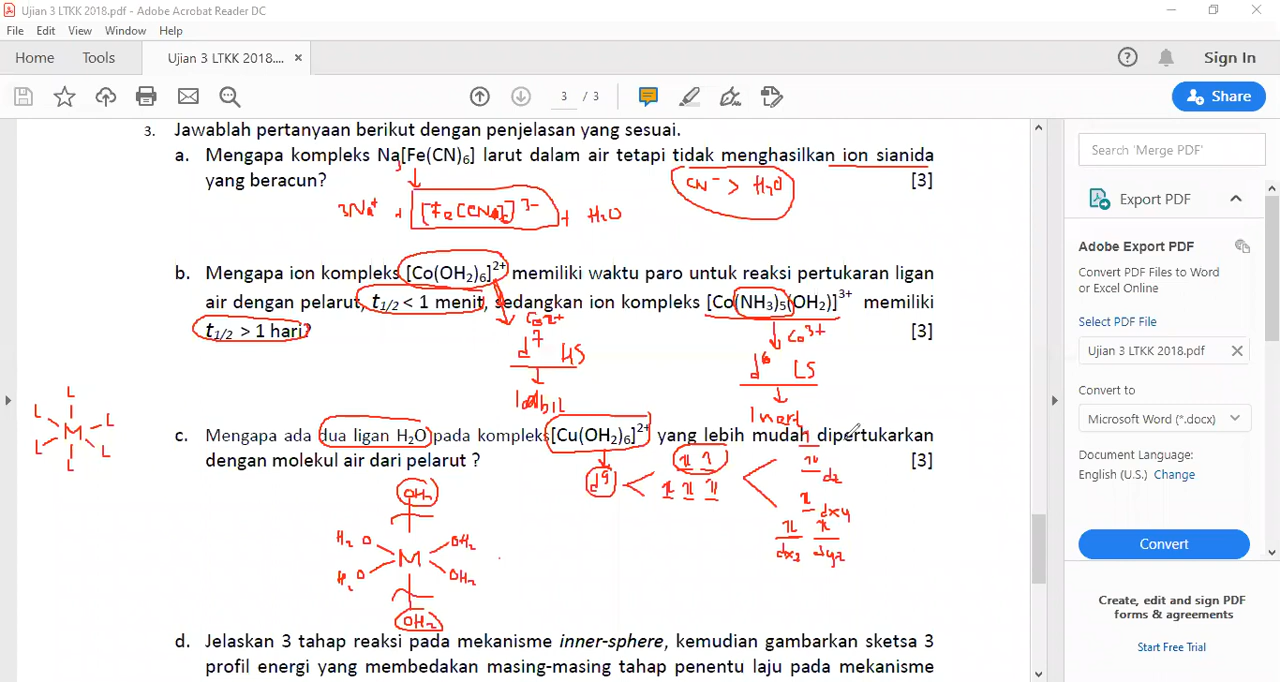 Ujian 3 LTKK 2018.pdf - Adobe Acrobat Reader DC
File Edit View Window Help
Home Tools Ujian 3 LTKK 2018.... × Sign In
3 / 3 Share
3. Jawablah pertanyaan berikut dengan penjelasan yang sesuai.
a. Mengapa kompleks Na3[Fe(CN)6] larut dalam air tetapi tidak menghasilkan ion sianida
yang beracun? [3]
CN- > H2O
3Na+ + [Fe(CN)6]3- + H2O
b. Mengapa ion kompleks [Co(OH2)6]2+ memiliki waktu paro untuk reaksi pertukaran ligan
air dengan pelarut, t1/2 < 1 menit, sedangkan ion kompleks [Co(NH3)5(OH2)]3+ memiliki
t1/2 > 1 hari? [3]
Co2+ Co3+
d7 HS d6 LS
Labil Inert
L
L L
M
L L
L
c. Mengapa ada dua ligan H2O pada kompleks [Cu(OH2)6]2+ yang lebih mudah dipertukarkan
dengan molekul air dari pelarut ? [3]
d9
dz
dxy
dxz dyz
OH2
H2O OH2
M
H2O OH2
OH2
d. Jelaskan 3 tahap reaksi pada mekanisme inner-sphere, kemudian gambarkan sketsa 3
profil energi yang membedakan masing-masing tahap penentu laju pada mekanisme
Search 'Merge PDF'
Export PDF
Adobe Export PDF
Convert PDF Files to Word
or Excel Online
Select PDF File
Ujian 3 LTKK 2018.pdf
Convert to
Microsoft Word (*.docx)
Document Language:
English (U.S.) Change
Convert
Create, edit and sign PDF
forms & agreements
Start Free Trial